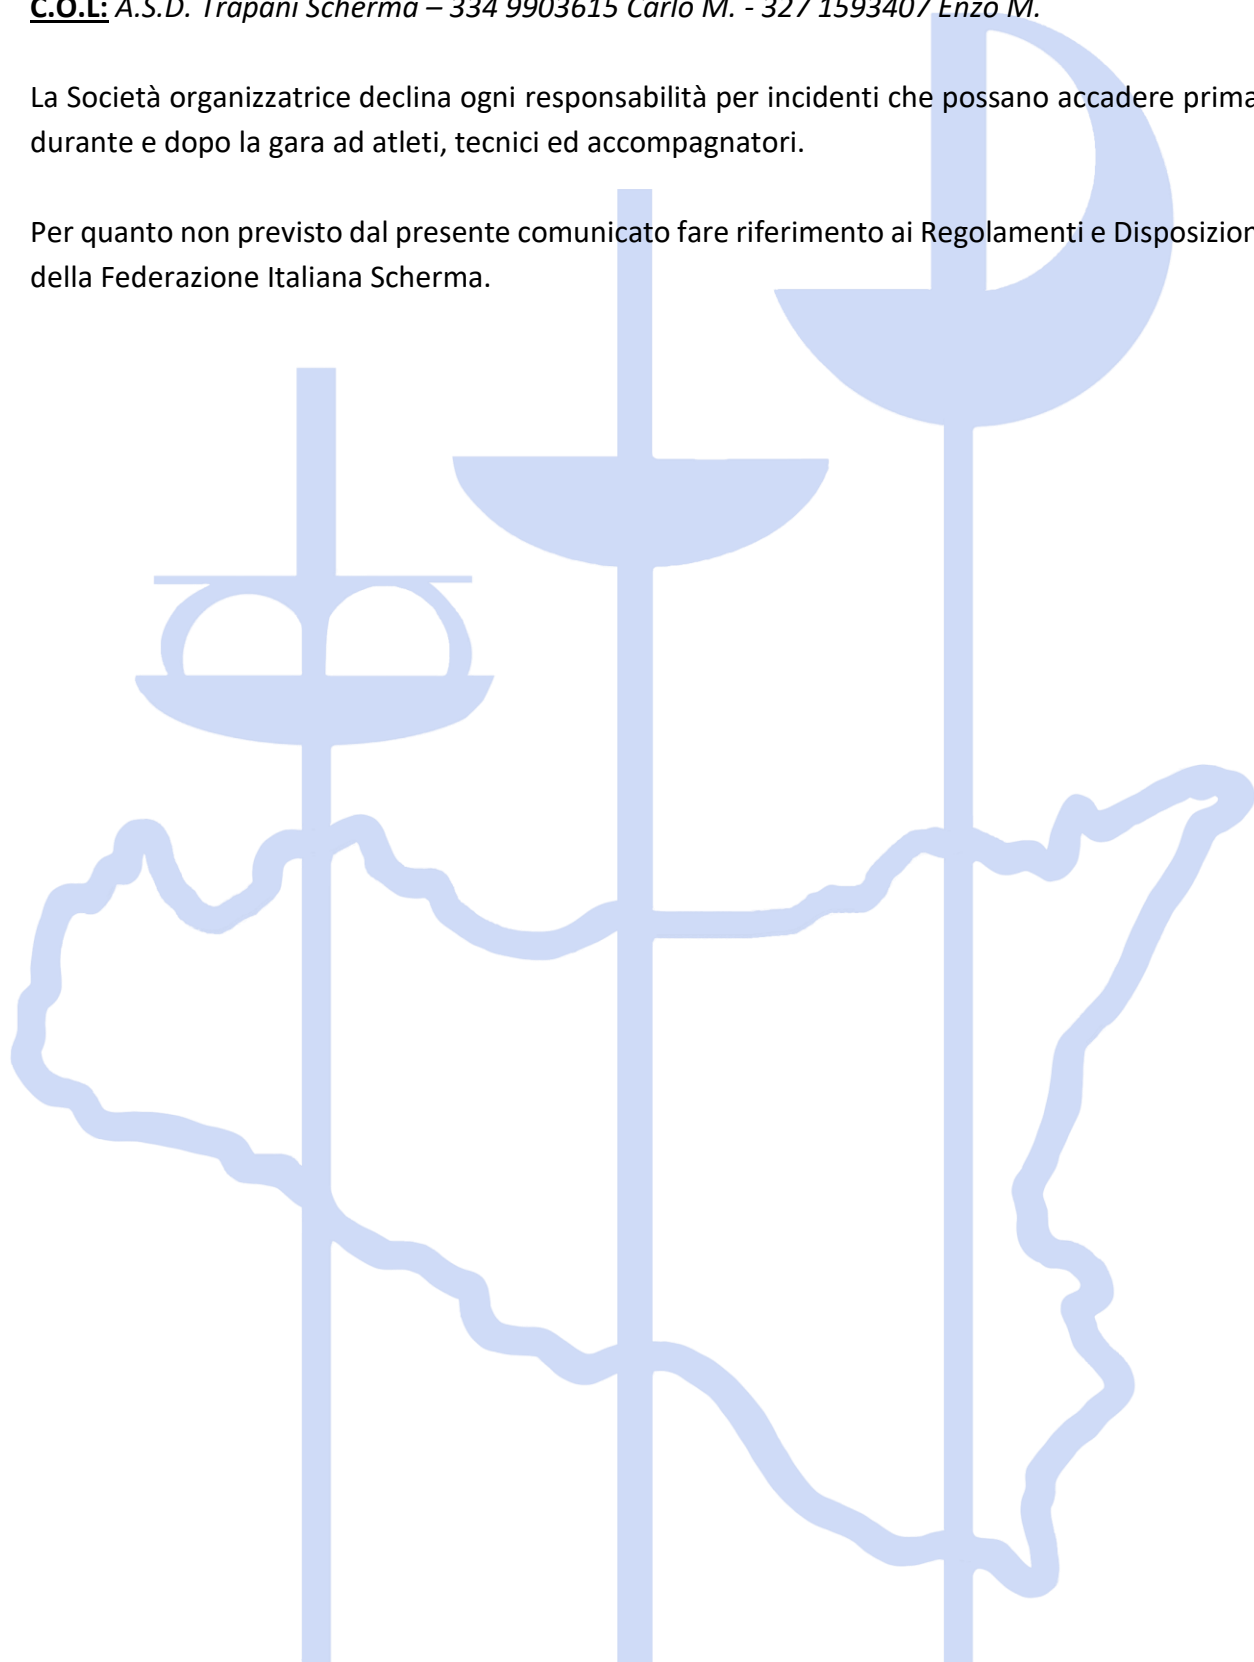 C.O.L: A.S.D. Trapani Scherma – 334 9903615 Carlo M. - 327 1593407 Enzo M.
La Società organizzatrice declina ogni responsabilità per incidenti che possano accadere prima
durante e dopo la gara ad atleti, tecnici ed accompagnatori.
Per quanto non previsto dal presente comunicato fare riferimento ai Regolamenti e Disposizion
della Federazione Italiana Scherma.